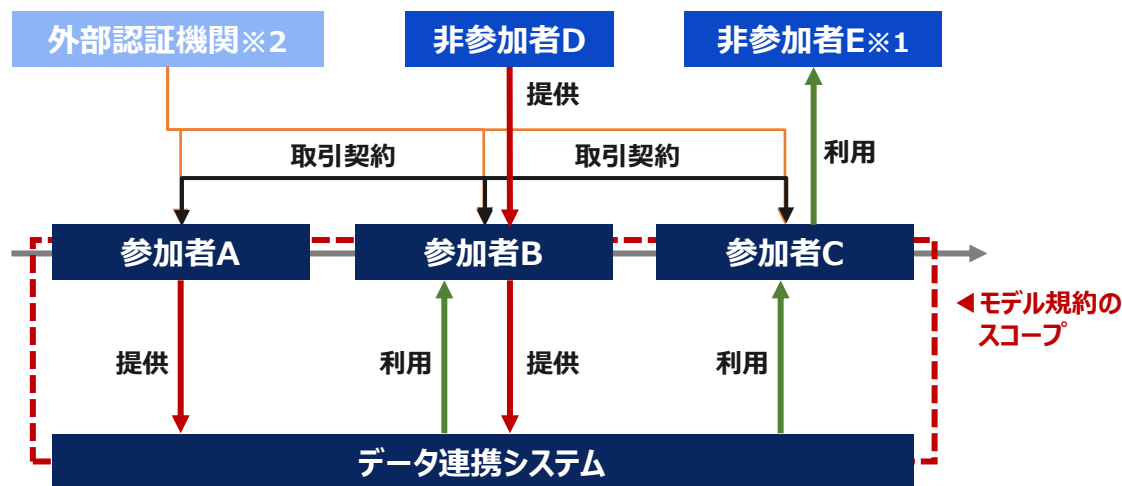 外部認証機関※2
非参加者D
非参加者E※1
提供
取引契約
取引契約
利用
参加者A
参加者B
参加者C
◀モデル規約の
スコープ
提供
利用
提供
利用
データ連携システム